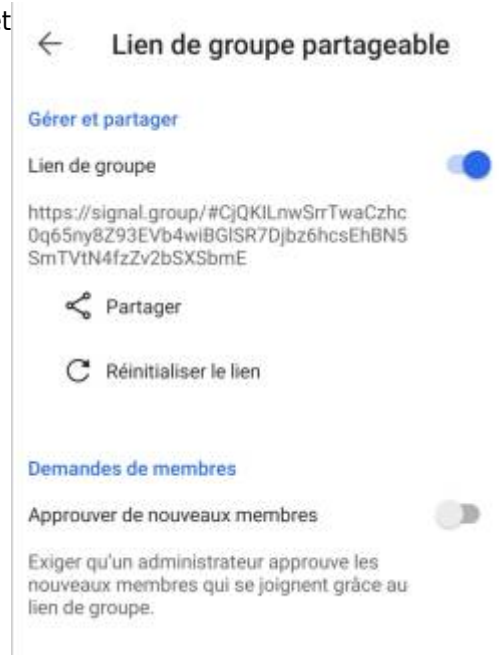 et
Lien de groupe partageable
Gérer et partager
Lien de groupe
https://signal.group/#CjQKILnwSrrTwaCzhc
0q65ny8Z93EVb4wiBGlSR7Djbz6hcsEhBN5
SmTVtN4fzZv2bSXSbmE
Partager
Réinitialiser le lien
Demandes de membres
Approuver de nouveaux membres
Exiger qu'un administrateur approuve les
nouveaux membres qui se joignent grâce au
lien de groupe.